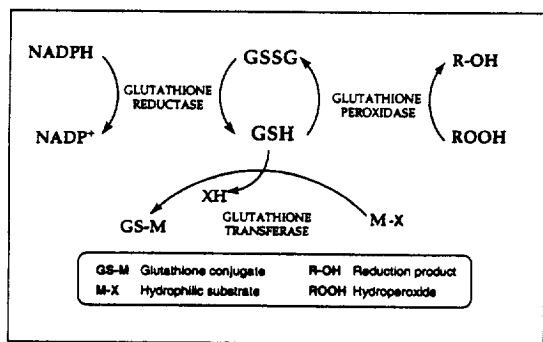 NADPH GSSG R-OH
GLUTATHIONE REDUCTASE
GLUTATHIONE PEROXIDASE
NADP+ GSH ROOH
XH
GS-M GLUTATHIONE TRANSFERASE M-X
GS-M Glutathione conjugate R-OH Reduction product
M-X Hydrophilic substrate ROOH Hydroperoxide